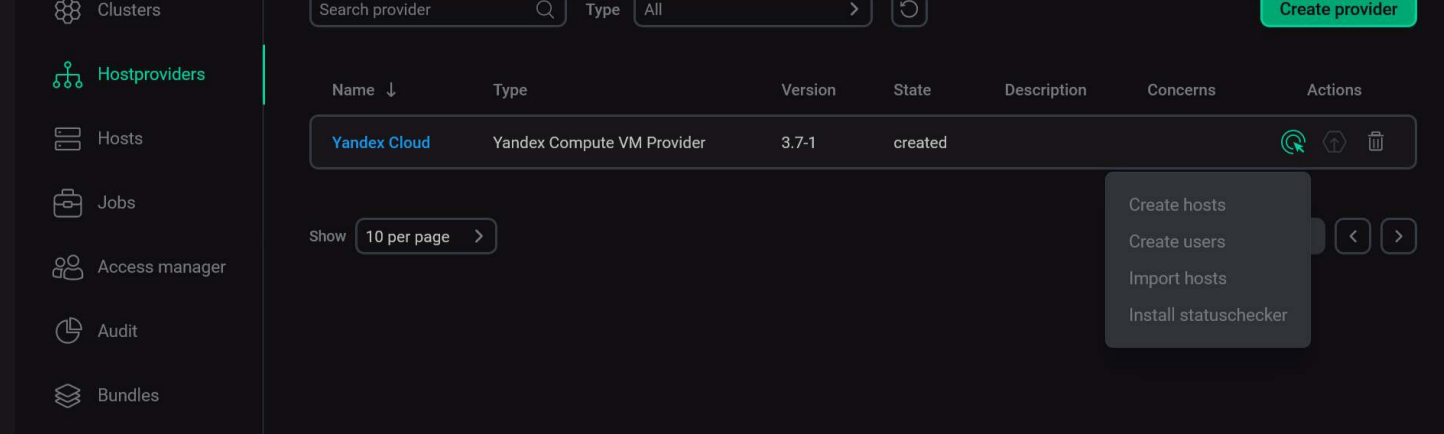 Clusters
Search provider
Type
All
Create provider
Hostproviders
Name ↓
Type
Version
State
Description
Concerns
Actions
Hosts
Yandex Cloud
Yandex Compute VM Provider
3.7-1
created
Jobs
Create hosts
Show
10 per page
Create users
Access manager
Import hosts
Install statuschecker
Audit
Bundles